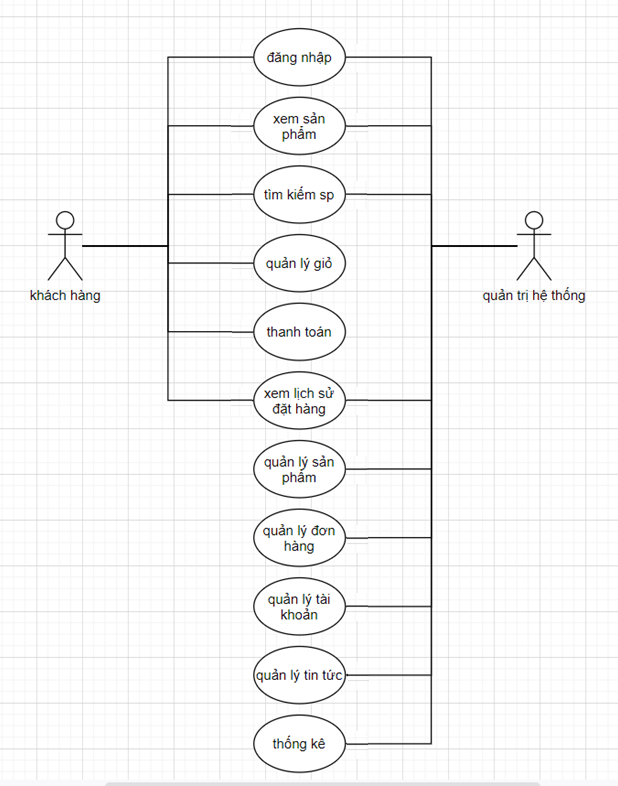 đăng nhập
xem sản
phẩm
tìm kiếm sp
quản lý giỏ
khách hàng
quản trị hệ thống
thanh toán
xem lịch sử
đặt hàng
quản lý sản
phẩm
quản lý đơn
hàng
quản lý tài
khoản
quản lý tin tức
thống kê